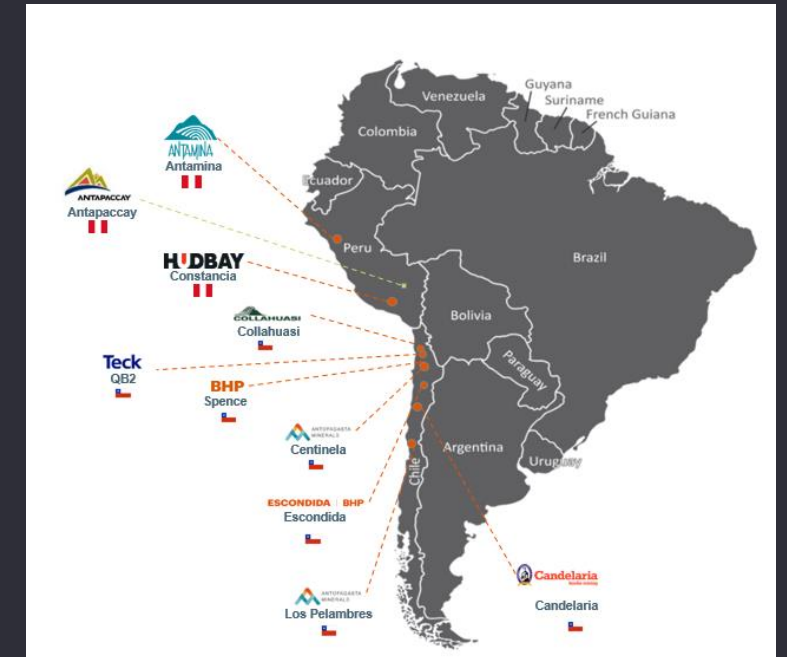 Guyana
Suriname
French Guiana
Venezuela
Colombia
Ecuador
Peru
Brazil
Bolivia
Paraguay
Argentina
Uruguay
Chile
ANTAMINA
Antamina
ANTAPACCAY
Antapaccay
HUDBAY
Constancia
COLLAHUASI
Collahuasi
Teck
QB2
BHP
Spence
ANTOFAGASTA
MINERALS
Centinela
ESCONDIDA | BHP
Escondida
ANTOFAGASTA
MINERALS
Los Pelambres
Candelaria
Candelaria